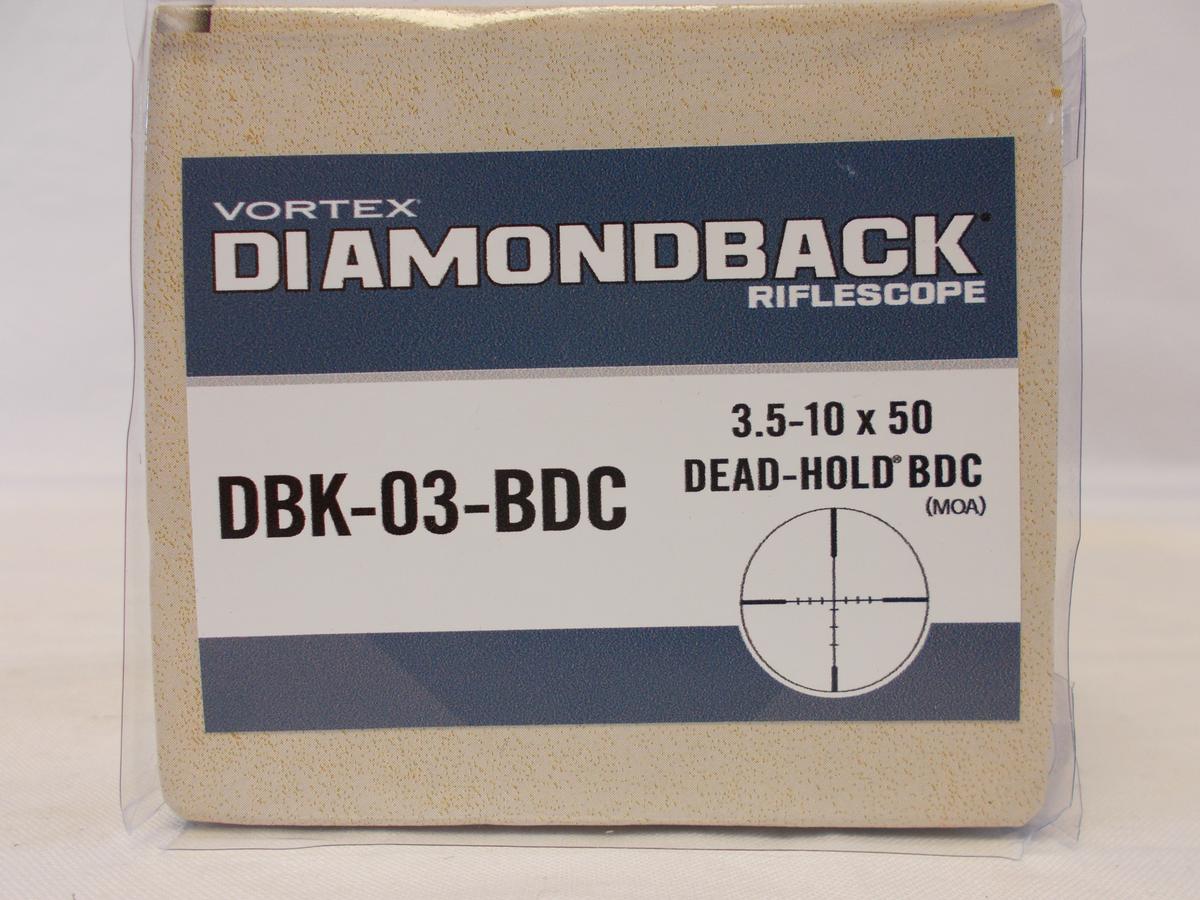 VORTEX®
DIAMONDBACK®
RIFLESCOPE
3.5-10 x 50
DEAD-HOLD® BDC
(MOA)
DBK-03-BDC